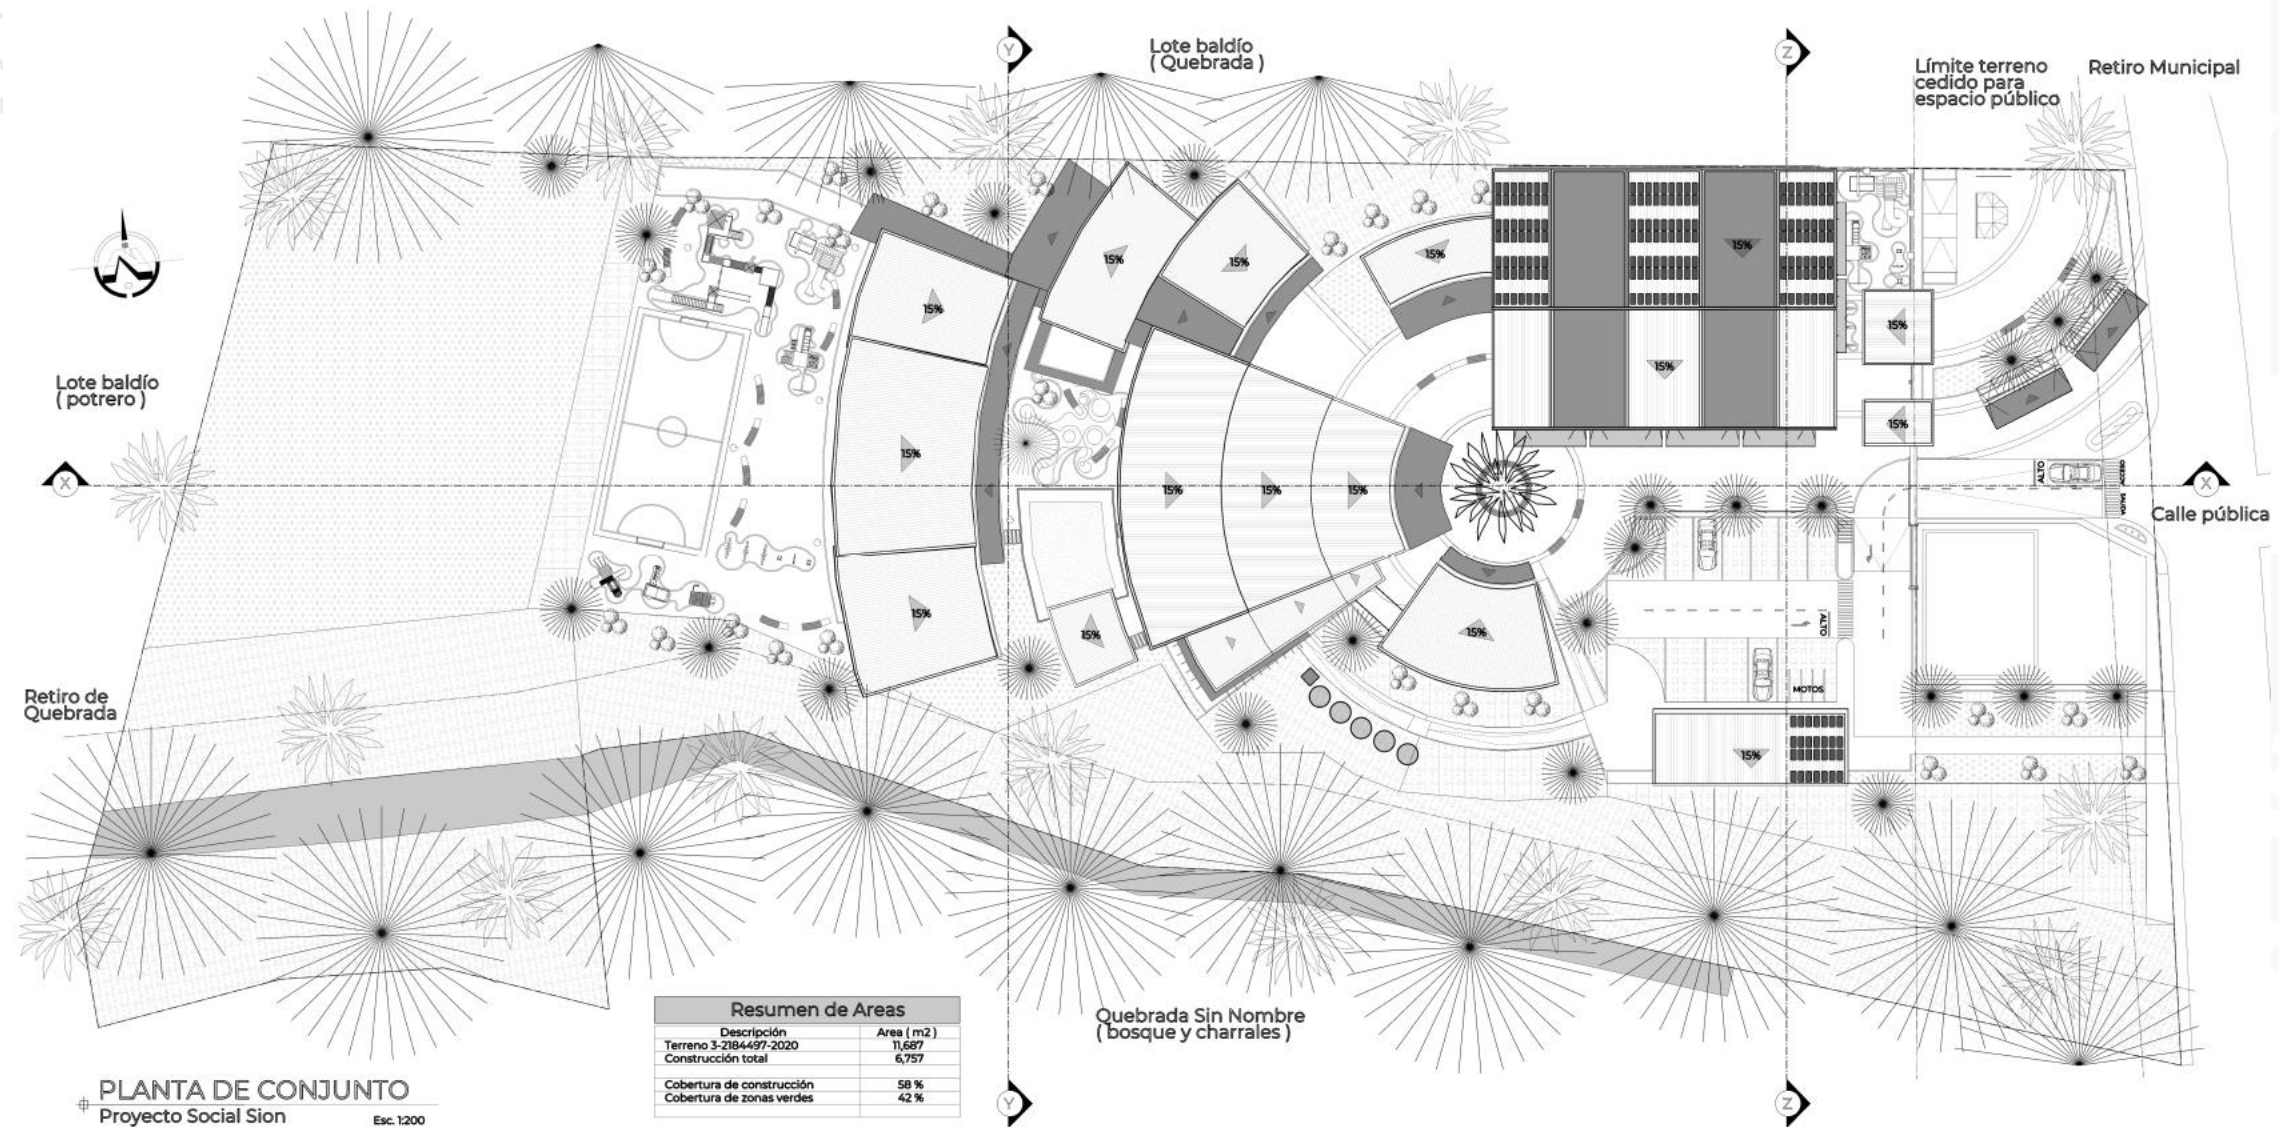 Lote baldío
( Quebrada )
Límite terreno
cedido para
espacio público
Retiro Municipal
Y
Z
15%
15%
15%
15%
15%
15%
15%
15%
Lote baldío
( potrero )
15%
15%
X
15%
15%
15%
ALTO
ACCESO
SALIDA
X
Calle pública
15%
15%
15%
ALTO
MOTOS
Retiro de
Quebrada
15%
Resumen de Areas
Descripción Area ( m2 )
Terreno 3-2184497-2020 11,687
Construcción total 6,757
Cobertura de construcción 58 %
Cobertura de zonas verdes 42 %
Quebrada Sin Nombre
( bosque y charrales )
PLANTA DE CONJUNTO
Proyecto Social Sion Esc. 1:200
Y
Z